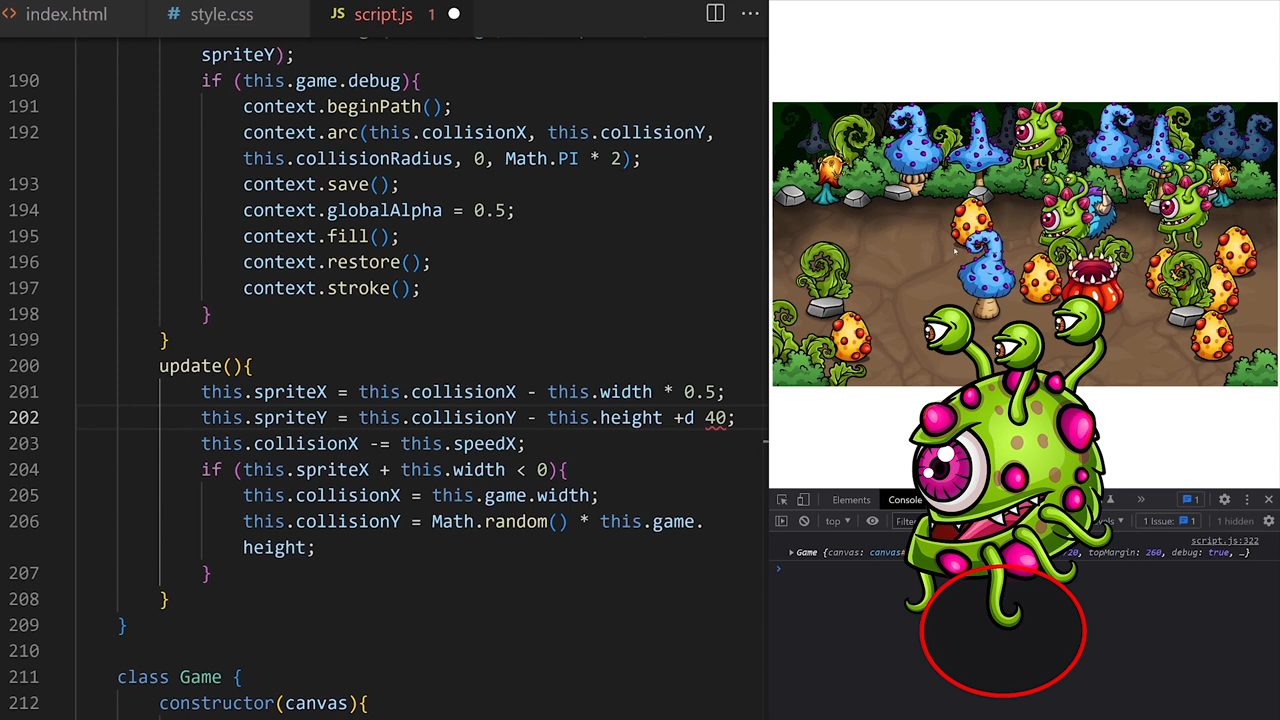 index.html
# style.css
JS script.js 1
spriteY);
190 if (this.game.debug){
191 context.beginPath();
192 context.arc(this.collisionX, this.collisionY,
this.collisionRadius, 0, Math.PI * 2);
193 context.save();
194 context.globalAlpha = 0.5;
195 context.fill();
196 context.restore();
197 context.stroke();
198 }
199 }
200 update(){
201 this.spriteX = this.collisionX - this.width * 0.5;
202 this.spriteY = this.collisionY - this.height +d 40;
203 this.collisionX -= this.speedX;
204 if (this.spriteX + this.width < 0){
205 this.collisionX = this.game.width;
206 this.collisionY = Math.random() * this.game.
height;
207 }
208 }
209 }
210
211 class Game {
212 constructor(canvas){
Elements Console » 1
top Filte
1 Issue: 1 1 hidden
script.js:322
Game {canvas: canvas# 20, topMargin: 260, debug: true, …}